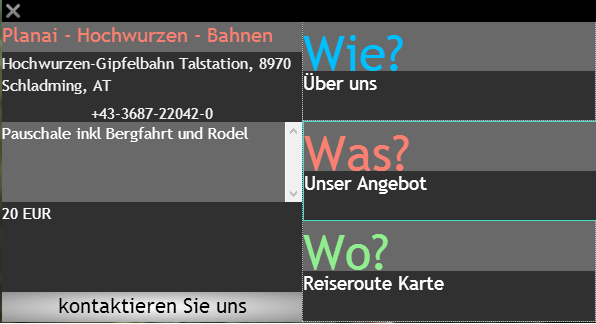 Planai - Hochwurzen - Bahnen
Hochwurzen-Gipfelbahn Talstation, 8970
Schladming, AT
+43-3687-22042-0
Pauschale inkl Bergfahrt und Rodel
20 EUR
kontaktieren Sie uns
Wie?
Über uns
Was?
Unser Angebot
Wo?
Reiseroute Karte